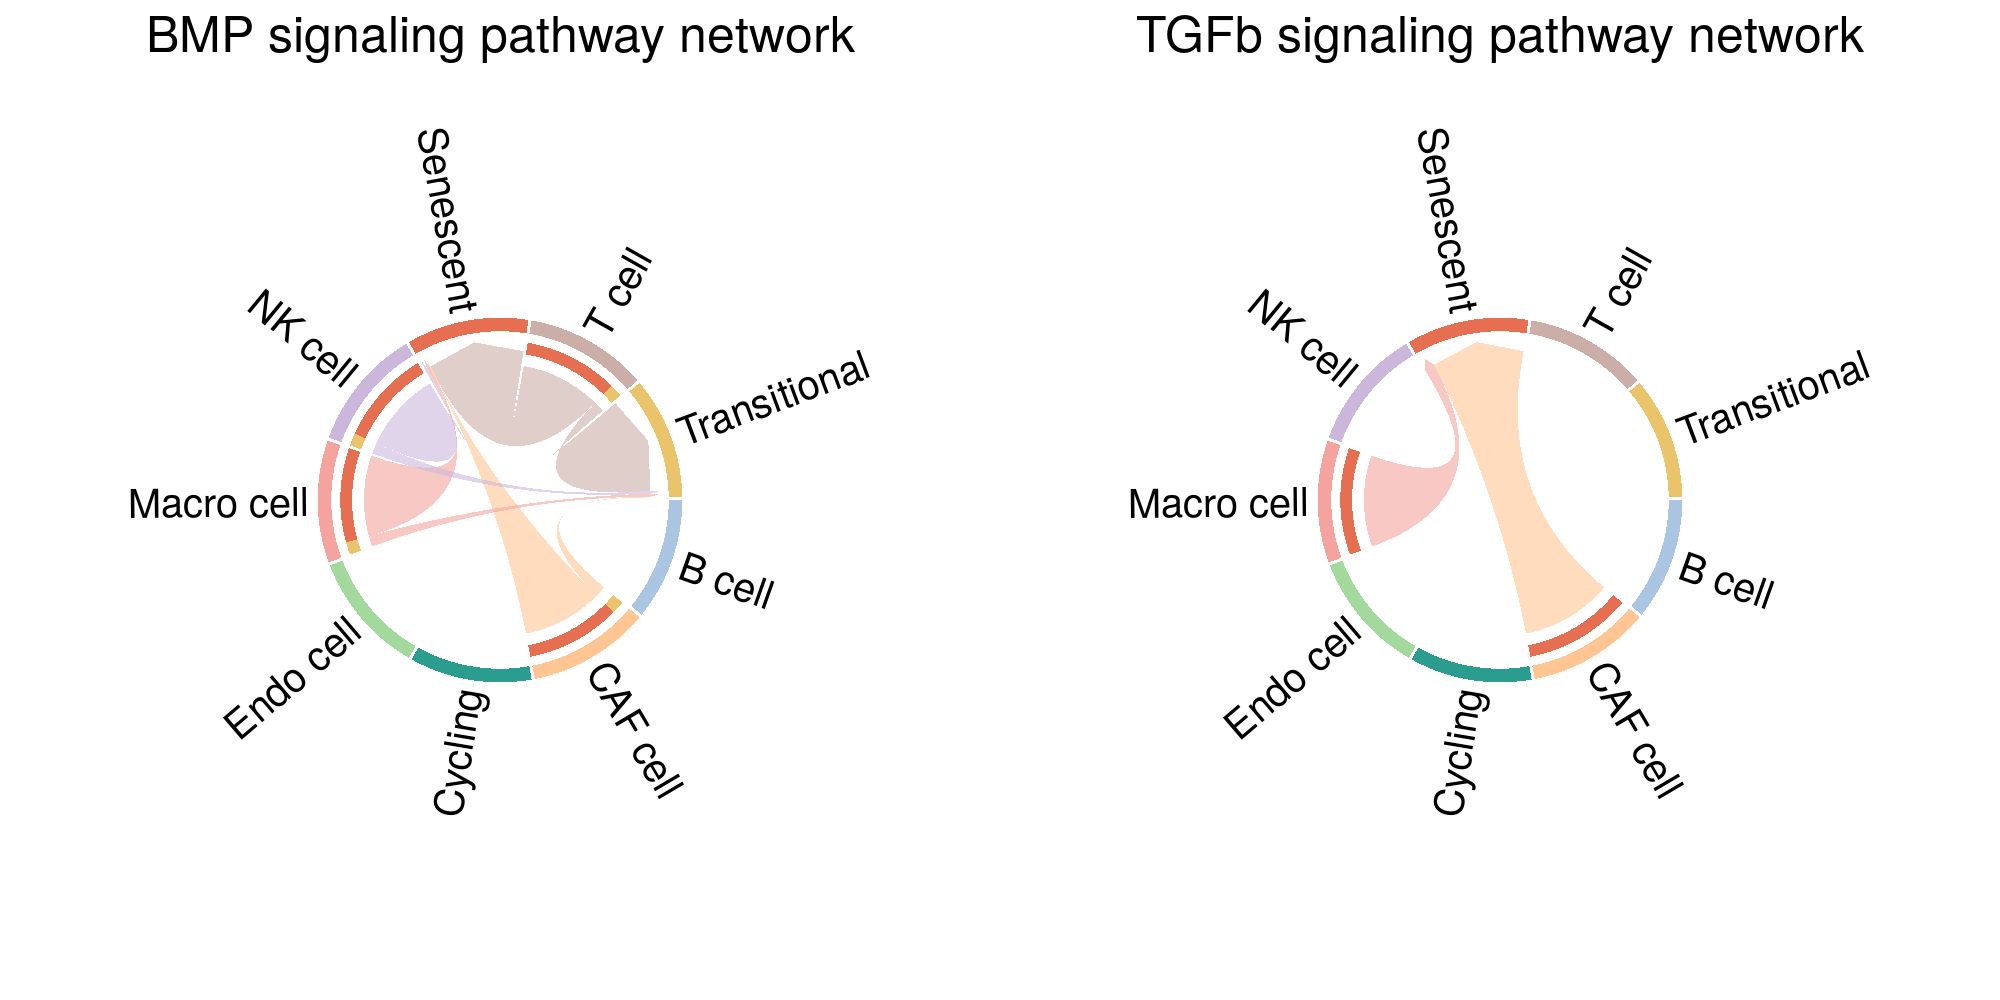 BMP signaling pathway network
Senescent
T cell
NK cell
Transitional
Macro cell
B cell
Endo cell
CAF cell
Cycling
TGFb signaling pathway network
Senescent
T cell
NK cell
Transitional
Macro cell
B cell
Endo cell
CAF cell
Cycling